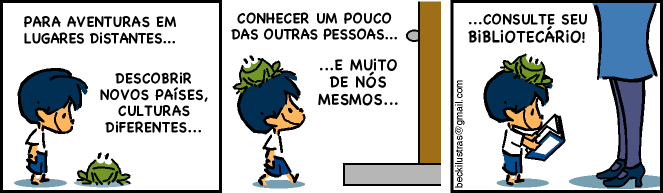 PARA AVENTURAS EM
LUGARES DISTANTES...
DESCOBRIR
NOVOS PAÍSES,
CULTURAS
DIFERENTES...
CONHECER UM POUCO
DAS OUTRAS PESSOAS...
...E MUITO
DE NÓS
MESMOS...
...CONSULTE SEU
BIBLIOTECÁRIO!
beckilustras@gmail.com